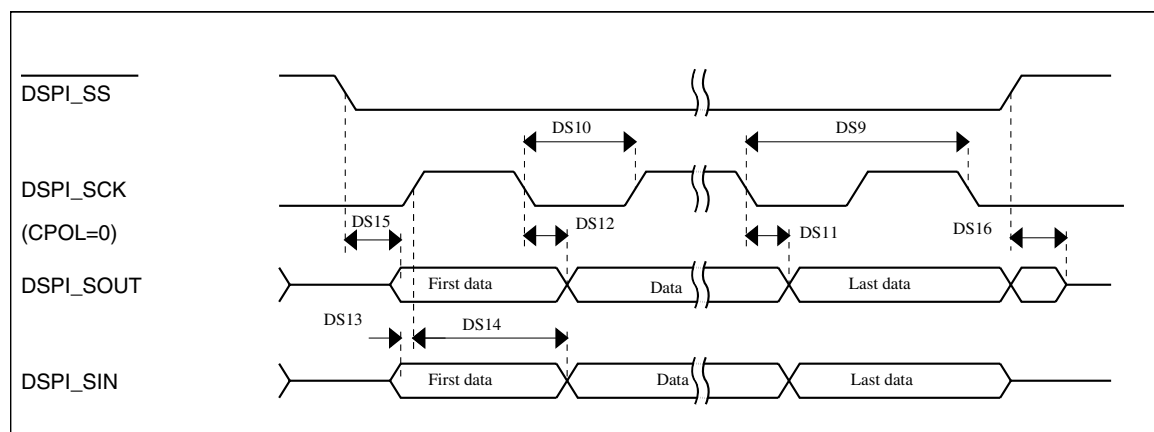 DSPI_SS
DS10
DS9
DSPI_SCK
(CPOL=0)
DS15
DS12
DS11
DS16
DSPI_SOUT
First data
Data
Last data
DS13
DS14
DSPI_SIN
First data
Data
Last data